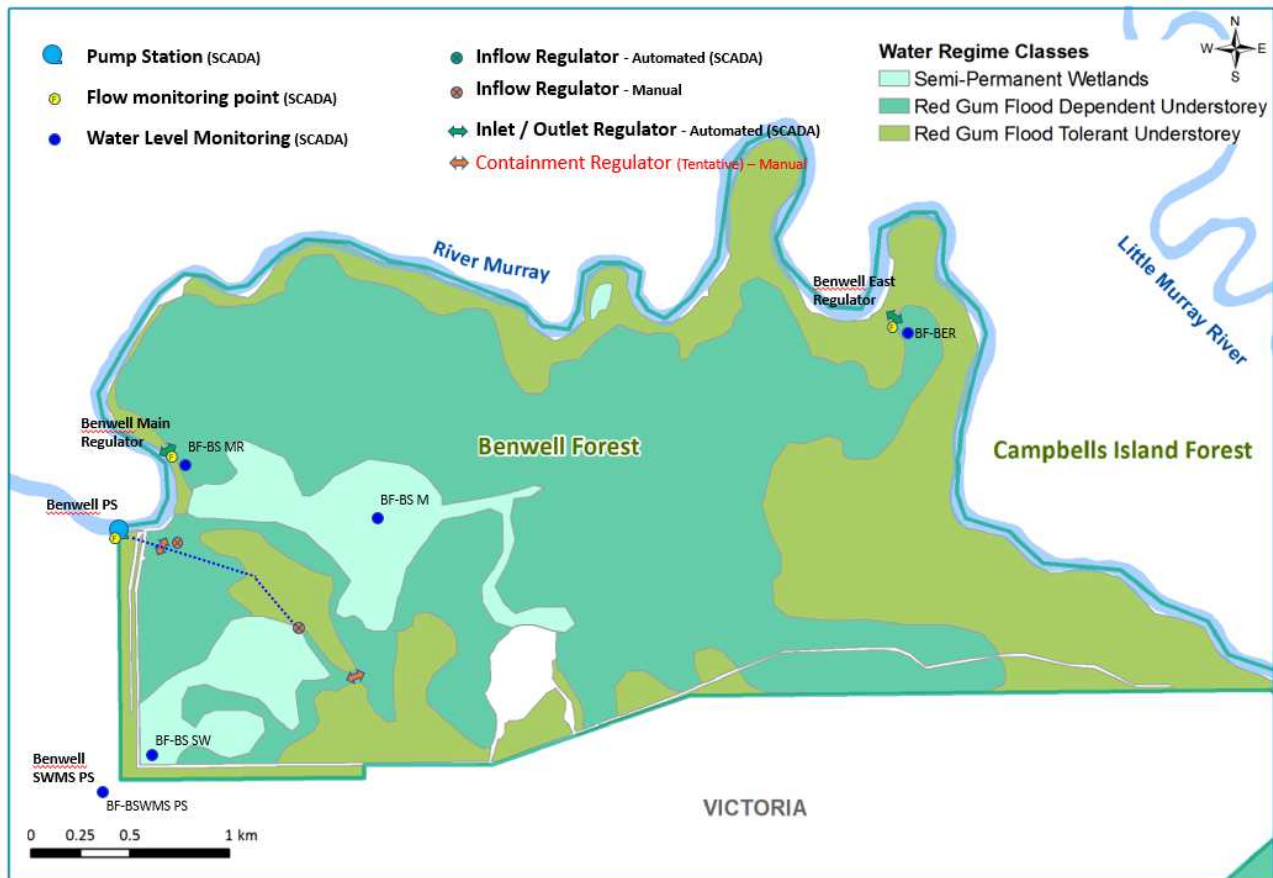 Pump Station (SCADA)
Flow monitoring point (SCADA)
Water Level Monitoring (SCADA)
Inflow Regulator - Automated (SCADA)
Inflow Regulator - Manual
Inlet / Outlet Regulator - Automated (SCADA)
Containment Regulator (Tentative) – Manual
Water Regime Classes
Semi-Permanent Wetlands
Red Gum Flood Dependent Understorey
Red Gum Flood Tolerant Understorey
N
W
E
S
River Murray
Little Murray River
Benwell East
Regulator
F
BF-BER
Benwell Main
Regulator
F
BF-BS MR
Benwell Forest
Campbells Island Forest
BF-BS M
Benwell PS
F
BF-BS SW
Benwell
SWMS PS
BF-BSWMS PS
VICTORIA
0 0.25 0.5 1 km